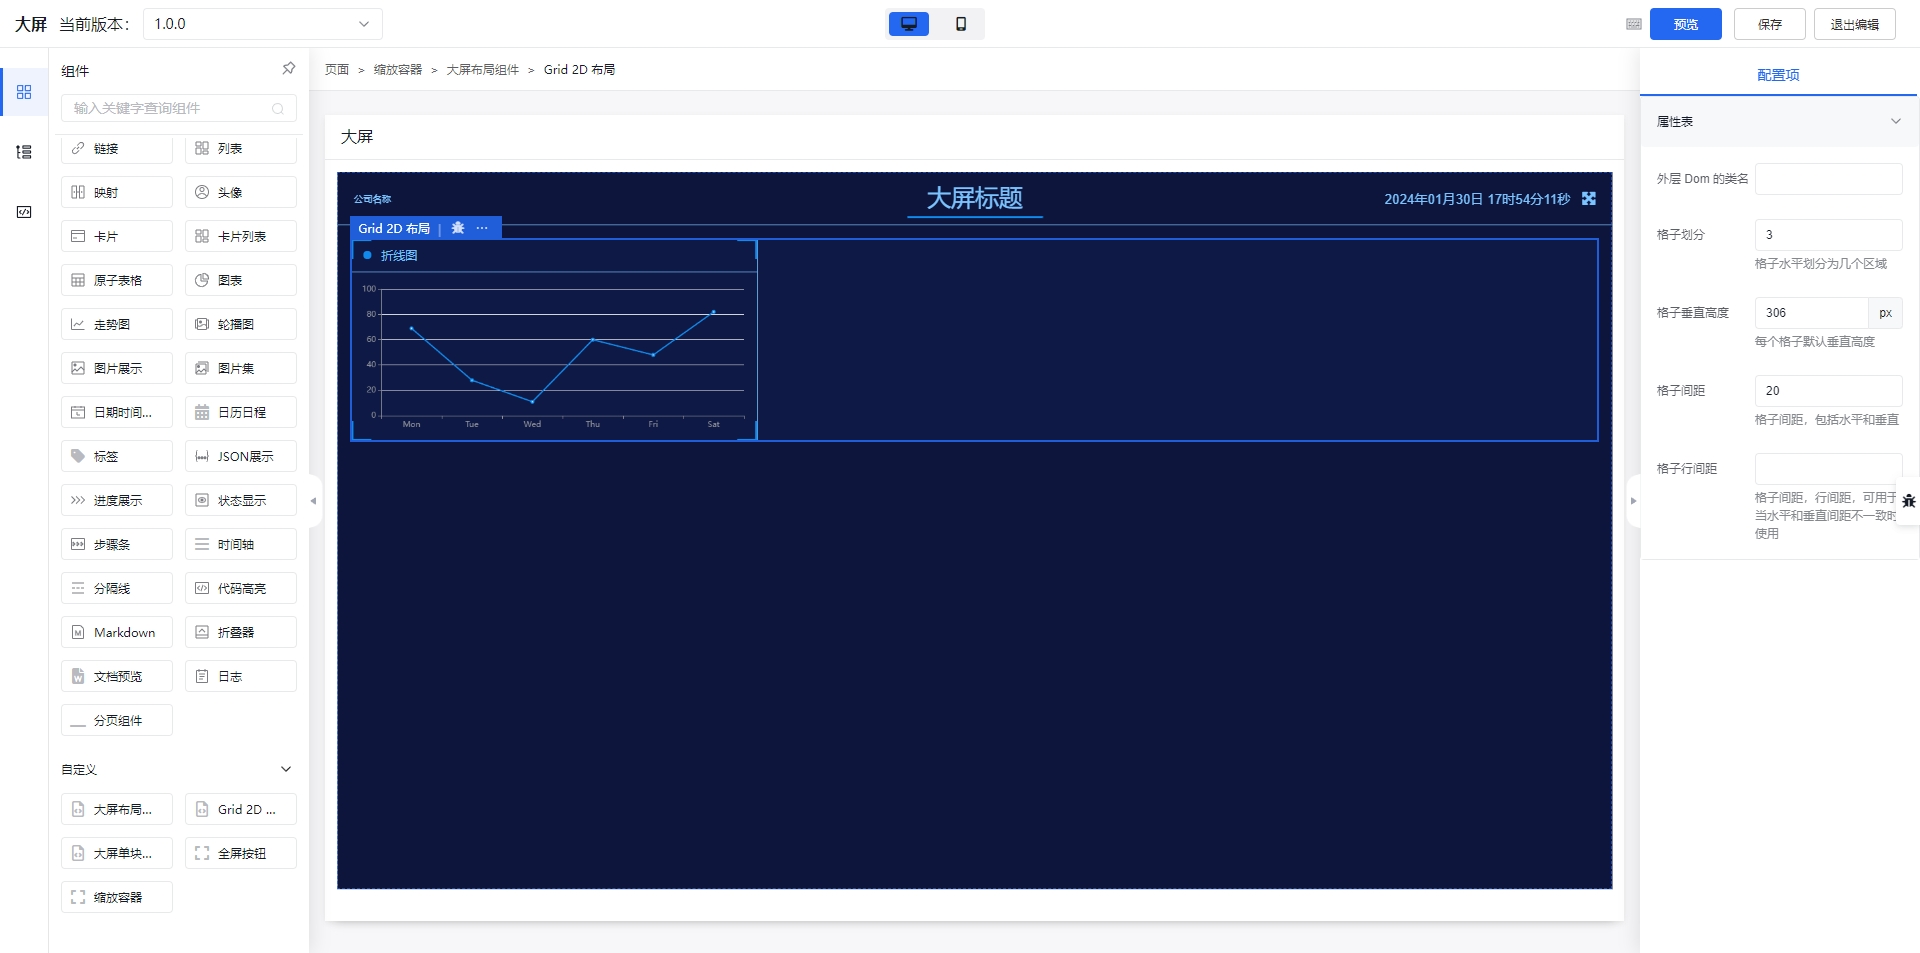 大屏 当前版本： 1.0.0
预览 保存 退出编辑
组件
输入关键字查询组件
链接 列表
映射 头像
卡片 卡片列表
原子表格 图表
走势图 轮播图
图片展示 图片集
日期时间... 日历日程
标签 JSON展示
进度展示 状态显示
步骤条 时间轴
分隔线 代码高亮
Markdown 折叠器
文档预览 日志
分页组件
自定义
大屏布局... Grid 2D ...
大屏单块... 全屏按钮
缩放容器
页面 > 缩放容器 > 大屏布局组件 > Grid 2D 布局
大屏
公司名称 大屏标题 2024年01月30日 17时54分11秒
Grid 2D 布局
折线图
100
80
60
40
20
0
Mon Tue Wed Thu Fri Sat
配置项
属性表
外层 Dom 的类名
格子划分 3
格子水平划分为几个区域
格子垂直高度 306 px
每个格子默认垂直高度
格子间距 20
格子间距，包括水平和垂直
格子行间距
格子间距，行间距，可用于
当水平和垂直间距不一致时
使用